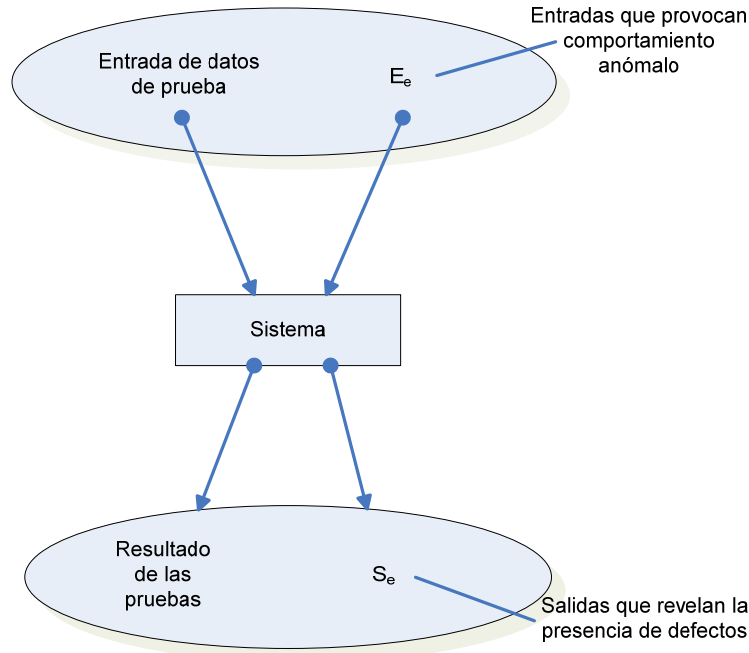 Entradas que provocan
comportamiento
anómalo
Entrada de datos
de prueba
Ee
Sistema
Resultado
de las
pruebas
Se
Salidas que revelan la
presencia de defectos